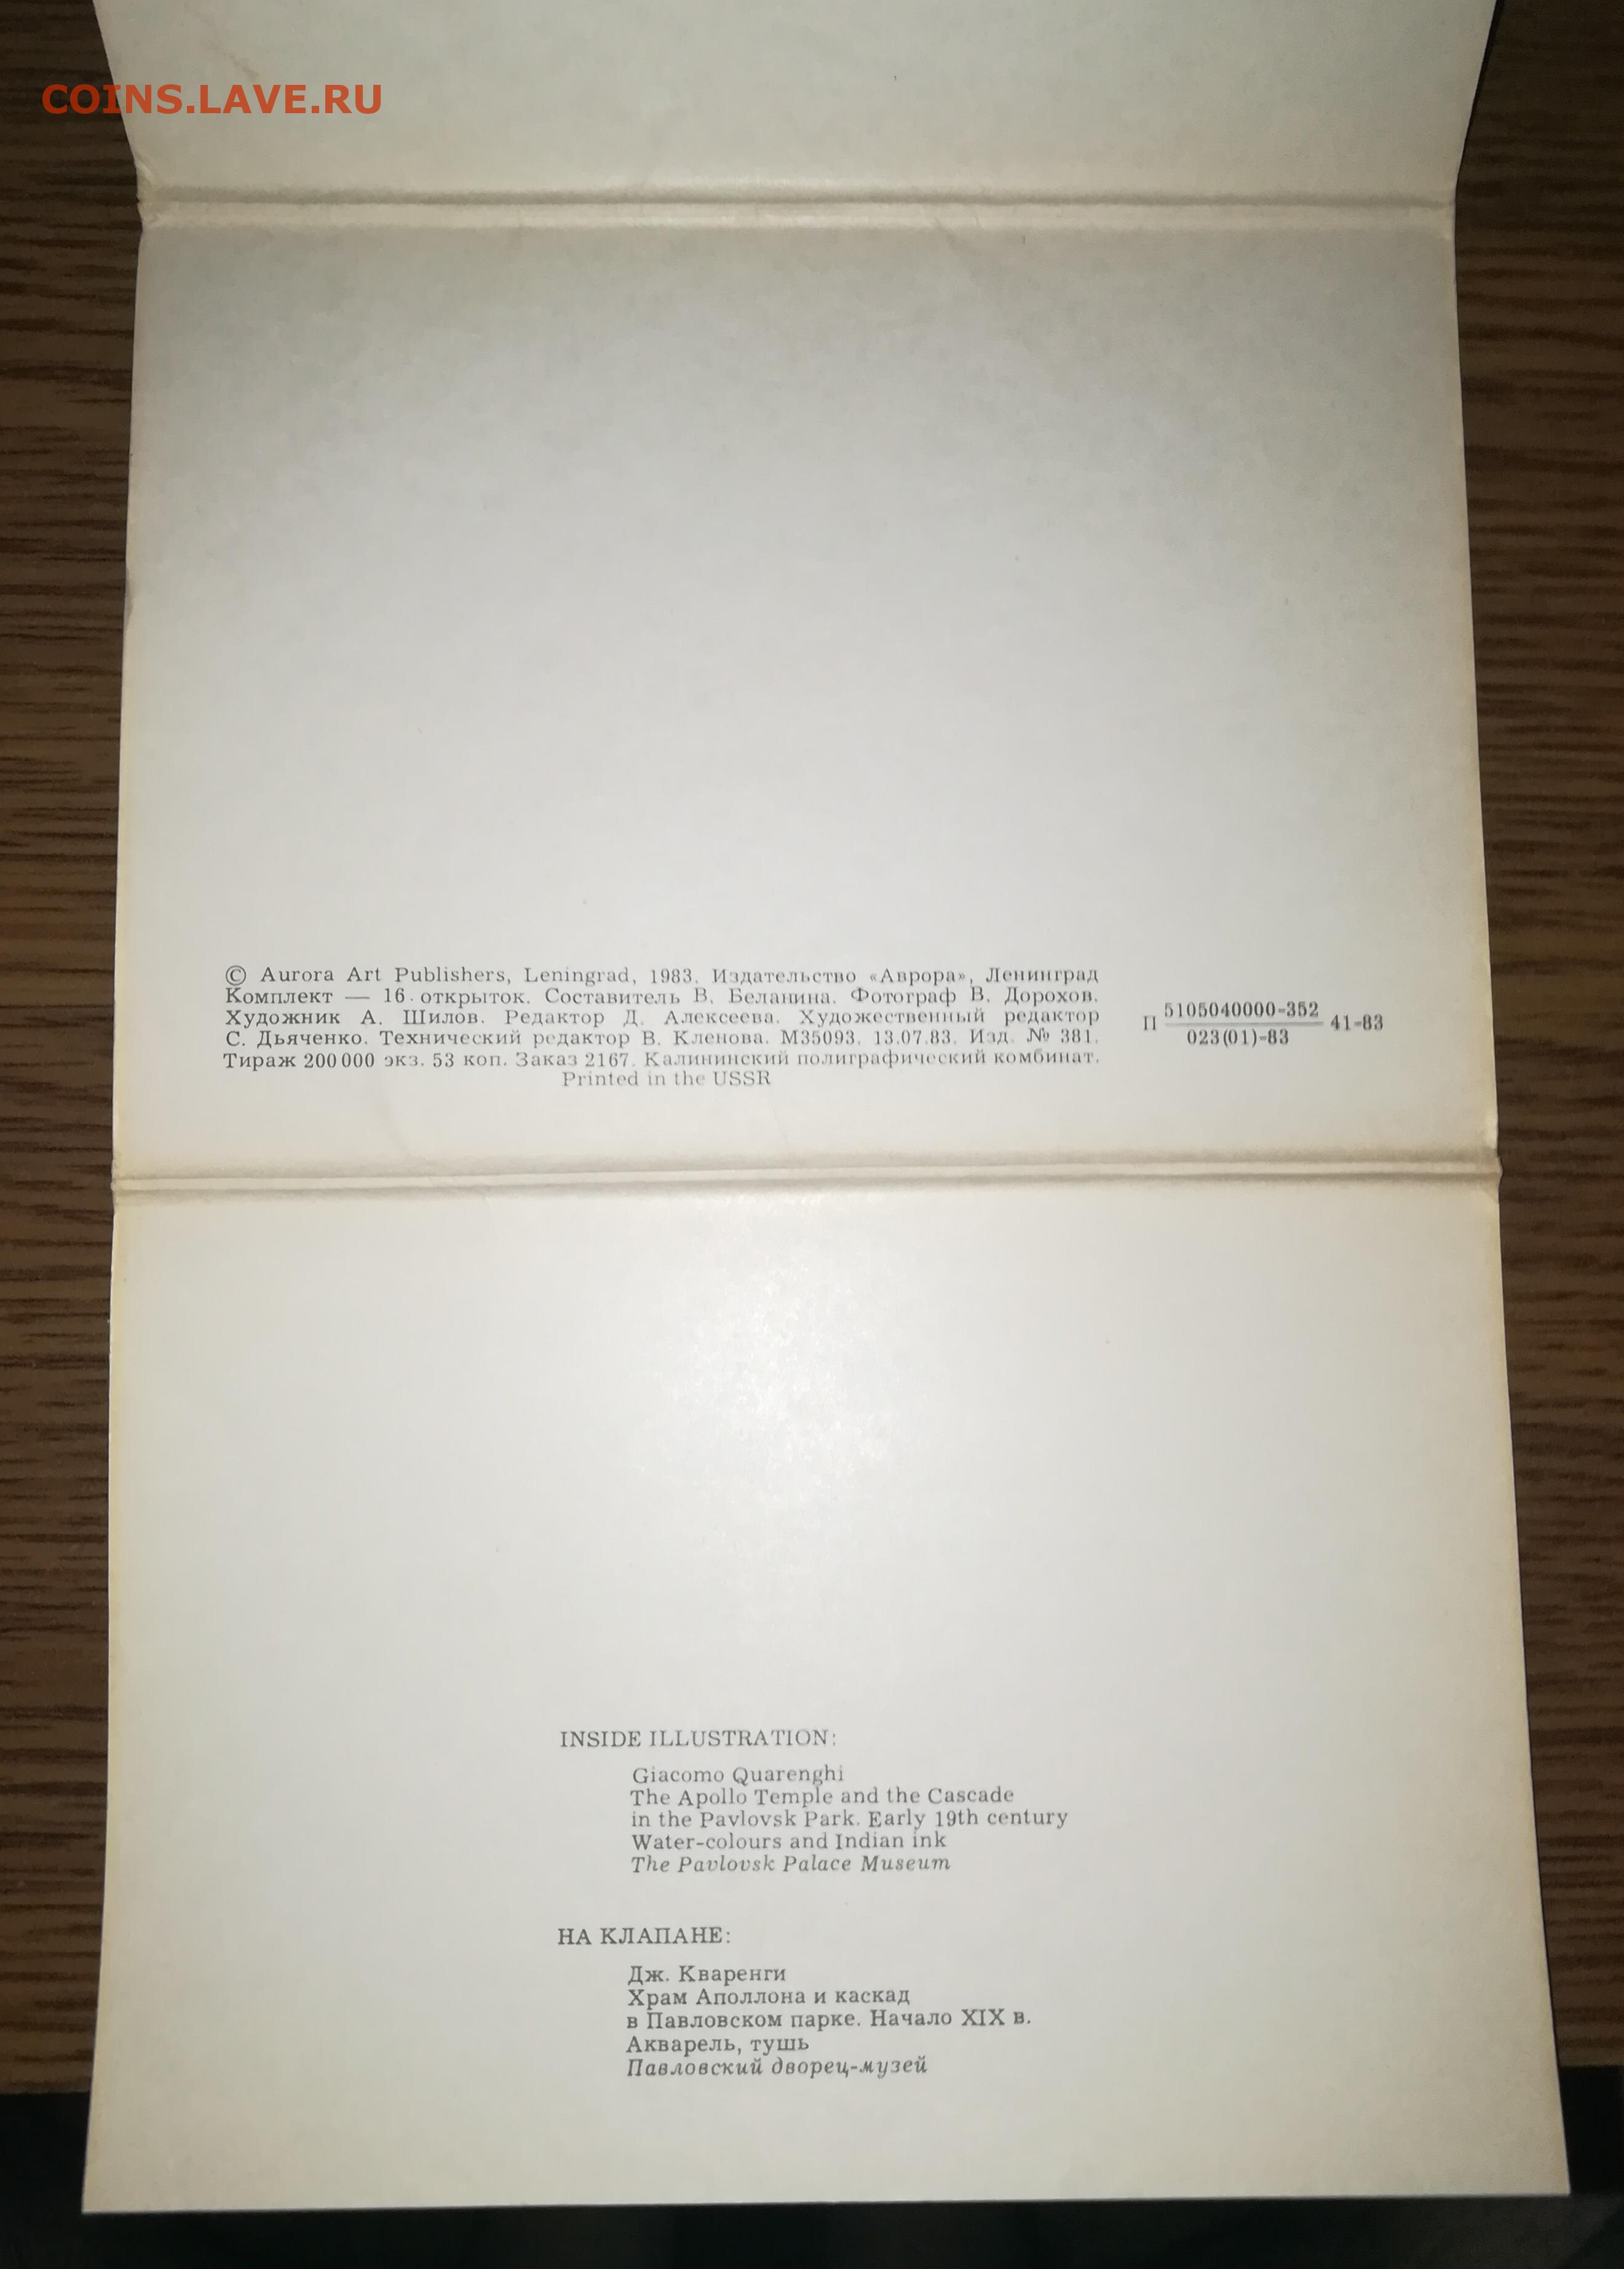 COINS.LAVE.RU
© Aurora Art Publishers, Leningrad, 1983. Издательство «Аврора», Ленинград
Комплект — 16 открыток. Составитель В. Беланина. Фотограф В. Дорохов.
Художник А. Шилов. Редактор Д. Алексеева. Художественный редактор
С. Дьяченко. Технический редактор В. Кленова. М35093. 13.07.83. Изд. № 381.
Тираж 200 000 экз. 53 коп. Заказ 2167. Калининский полиграфический комбинат.
Printed in the USSR
5105040000-352
П 41-83
023(01)-83
INSIDE ILLUSTRATION:
Giacomo Quarenghi
The Apollo Temple and the Cascade
in the Pavlovsk Park. Early 19th century
Water-colours and Indian ink
The Pavlovsk Palace Museum
НА КЛАПАНЕ:
Дж. Кваренги
Храм Аполлона и каскад
в Павловском парке. Начало XIX в.
Акварель, тушь
Павловский дворец-музей